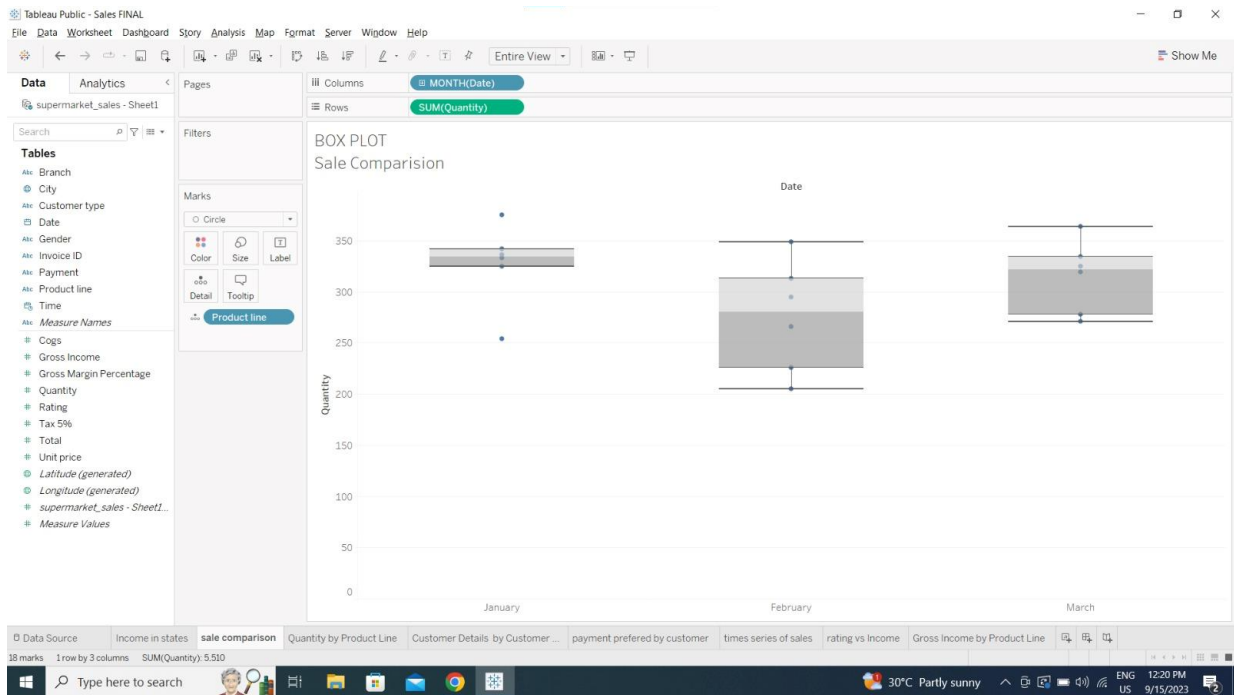 Tableau Public - Sales FINAL
File Data Worksheet Dashboard Story Analysis Map Format Server Window Help
Entire View
Show Me
Data Analytics
Pages
Columns
MONTH(Date)
supermarket_sales - Sheet1
Rows
SUM(Quantity)
Search
Filters
BOX PLOT
Sale Comparision
Tables
Abc Branch
City
Abc Customer type
Date
Abc Gender
Abc Invoice ID
Abc Payment
Abc Product line
Time
Abc Measure Names
# Cogs
# Gross Income
# Gross Margin Percentage
# Quantity
# Rating
# Tax 5%
# Total
# Unit price
Latitude (generated)
Longitude (generated)
# supermarket_sales - Sheet1...
# Measure Values
Marks
Circle
Color Size Label
Detail Tooltip
Product line
Date
Quantity
350
300
250
200
150
100
50
0
January February March
Data Source Income in states sale comparison Quantity by Product Line Customer Details by Customer ... payment prefered by customer times series of sales rating vs Income Gross Income by Product Line
18 marks 1 row by 3 columns SUM(Quantity): 5,510
Type here to search
30°C Partly sunny
ENG
US
12:20 PM
9/15/2023